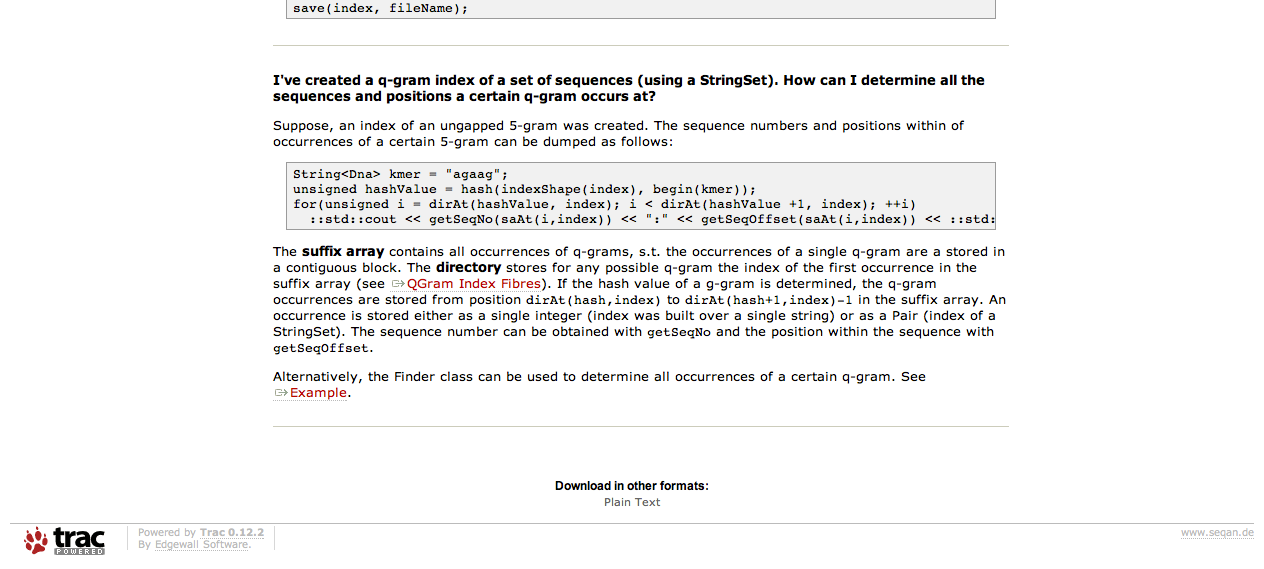 save(index, fileName);
I've created a q-gram index of a set of sequences (using a StringSet). How can I determine all the
sequences and positions a certain q-gram occurs at?
Suppose, an index of an ungapped 5-gram was created. The sequence numbers and positions within of
occurrences of a certain 5-gram can be dumped as follows:
String<Dna> kmer = "agaag";
unsigned hashValue = hash(indexShape(index), begin(kmer));
for(unsigned i = dirAt(hashValue, index); i < dirAt(hashValue +1, index); ++i)
::std::cout << getSeqNo(saAt(i,index)) << ":" << getSeqOffset(saAt(i,index)) << ::std:
The suffix array contains all occurrences of q-grams, s.t. the occurrences of a single q-gram are a stored in
a contiguous block. The directory stores for any possible q-gram the index of the first occurrence in the
suffix array (see QGram Index Fibres). If the hash value of a g-gram is determined, the q-gram
occurrences are stored from position dirAt(hash,index) to dirAt(hash+1,index)-1 in the suffix array. An
occurrence is stored either as a single integer (index was built over a single string) or as a Pair (index of a
StringSet). The sequence number can be obtained with getSeqNo and the position within the sequence with
getSeqOffset.
Alternatively, the Finder class can be used to determine all occurrences of a certain q-gram. See
Example.
Download in other formats:
Plain Text
trac
POWERED
Powered by Trac 0.12.2
By Edgewall Software.
www.seqan.de